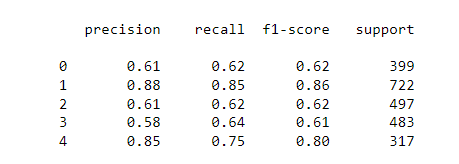 precision recall f1-score support
0 0.61 0.62 0.62 399
1 0.88 0.85 0.86 722
2 0.61 0.62 0.62 497
3 0.58 0.64 0.61 483
4 0.85 0.75 0.80 317